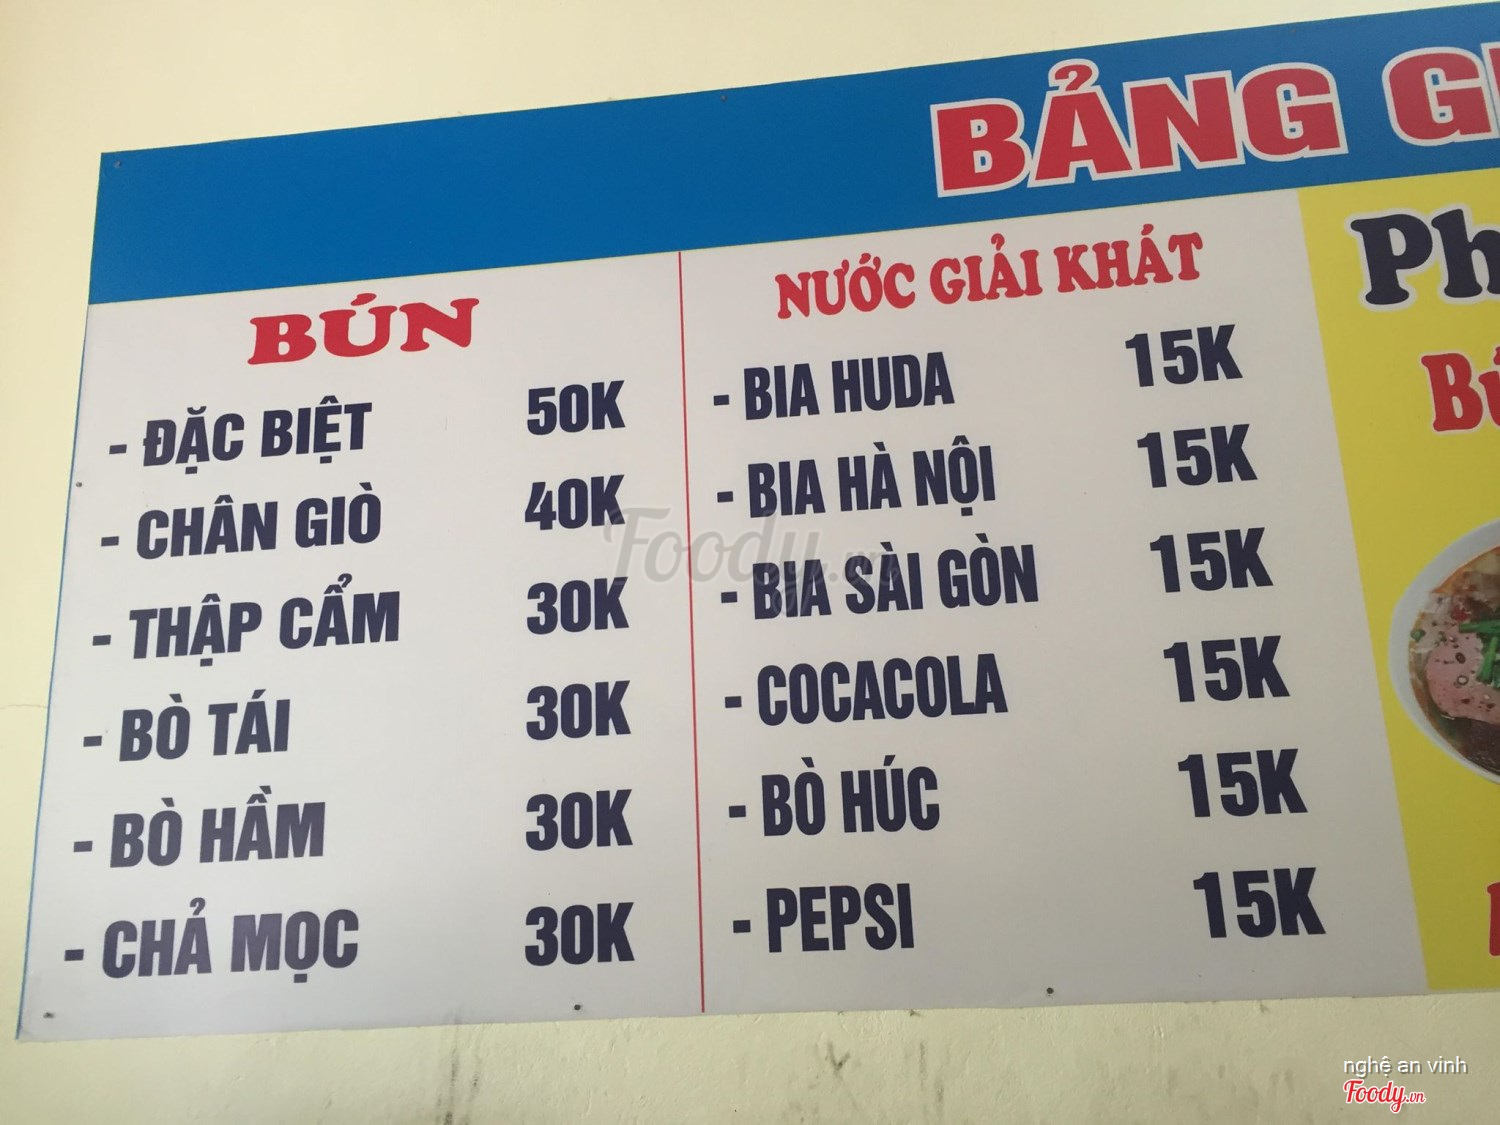 BẢNG
BÚN
- ĐẶC BIỆT 50K
- CHÂN GIÒ 40K
- THẬP CẨM 30K
- BÒ TÁI 30K
- BÒ HẦM 30K
- CHẢ MỌC 30K
NƯỚC GIẢI KHÁT
- BIA HUDA 15K
- BIA HÀ NỘI 15K
- BIA SÀI GÒN 15K
- COCACOLA 15K
- BÒ HÚC 15K
- PEPSI 15K
Foody.vn
nghệ an vinh
Foody.vn